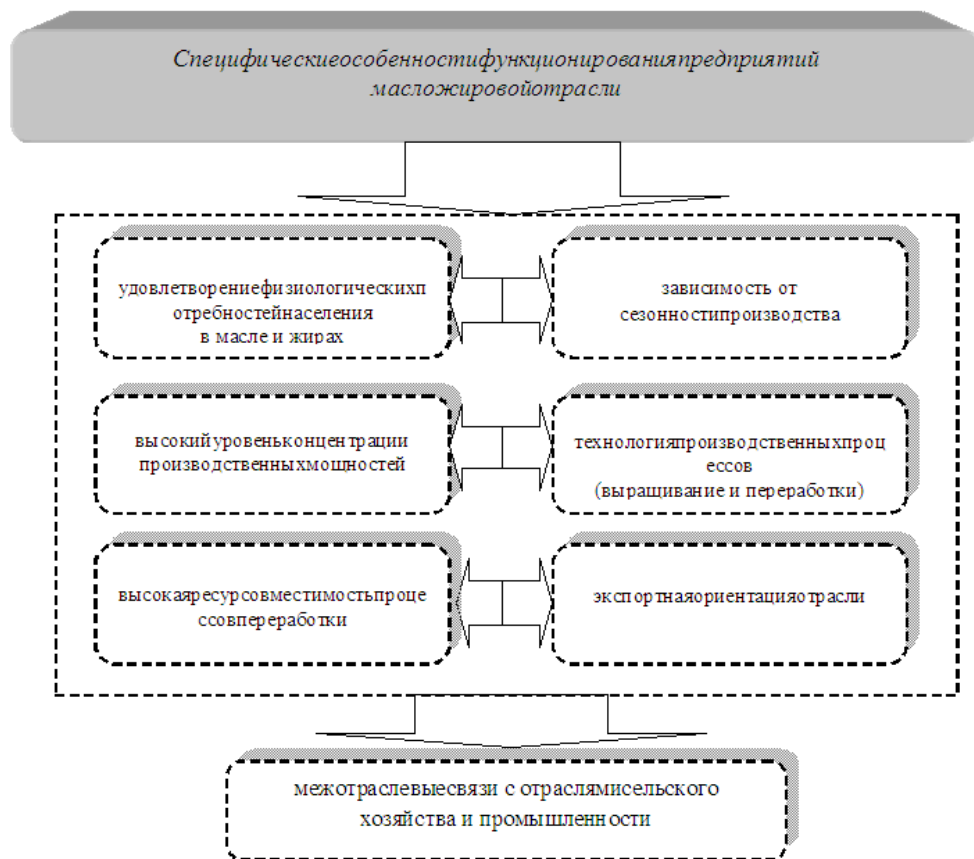 Специфическиеособенностифункционированияпредприятий
масложировойотрасли
удовлетворениефизиологическихп
отребностейнаселения
в масле и жирах
зависимость от
сезонностипроизводства
высокийуровеньконцентрации
производственныхмощностей
технологияпроизводственныхпроц
ессов
(выращивание и переработки)
высокаяресурсовместимостьпроце
ссовпереработки
экспортнаяориентацияотрасли
межотраслевыесвязи с отраслямисельского
хозяйства и промышленности